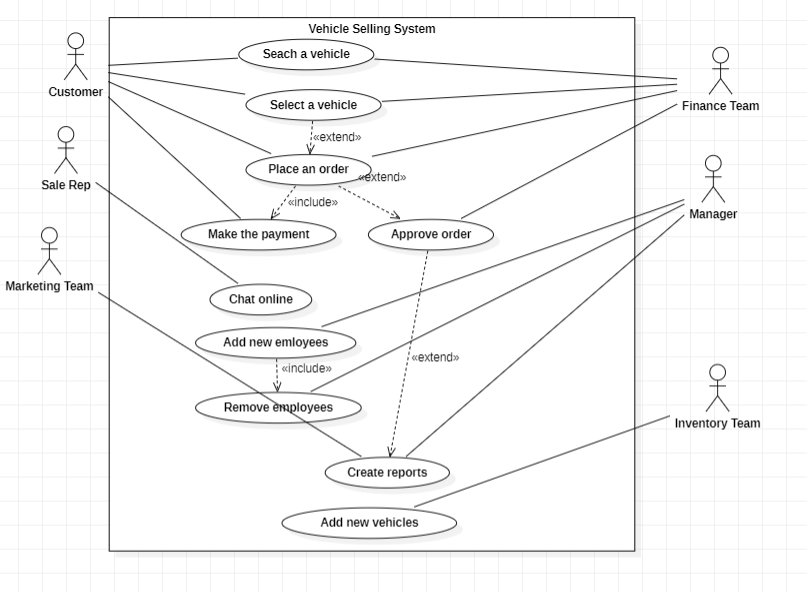 Vehicle Selling System
Seach a vehicle
Customer
Finance Team
Select a vehicle
«extend»
Place an order
«extend»
Sale Rep
«include»
Manager
Make the payment
Approve order
Marketing Team
Chat online
Add new emloyees
«extend»
«include»
Remove employees
Inventory Team
Create reports
Add new vehicles